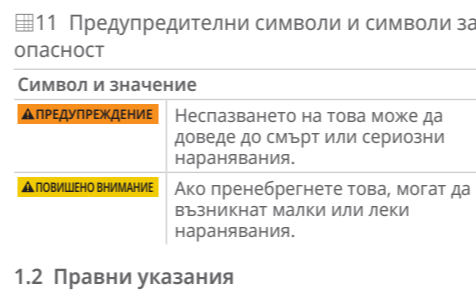 11 Предупредителни символи и символи за
опасност
Символ и значение
ПРЕДУПРЕЖДЕНИЕ
Неспазването на това може да
доведе до смърт или сериозни
наранявания.
ПОВИШЕНО ВНИМАНИЕ
Ако пренебрегнете това, могат да
възникнат малки или леки
наранявания.
1.2 Правни указания